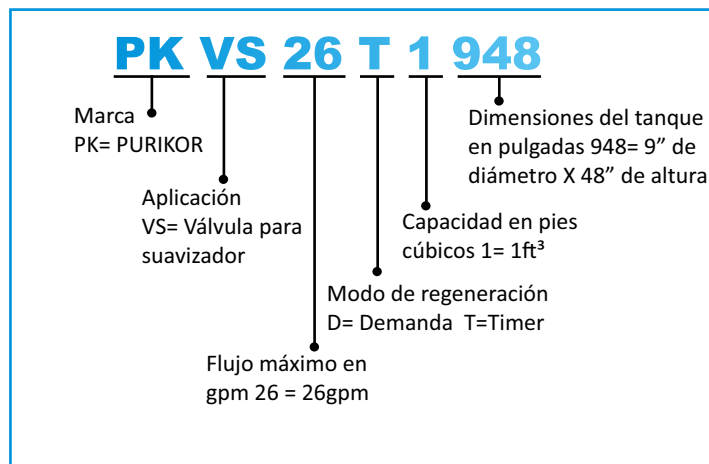 PK VS 26 T 1 948
Marca
PK= PURIKOR
Dimensiones del tanque
en pulgadas 948= 9” de
diámetro X 48” de altura
Aplicación
VS= Válvula para
suavizador
Capacidad en pies
cúbicos 1= 1ft³
Modo de regeneración
D= Demanda  T=Timer
Flujo máximo en
gpm 26 = 26gpm